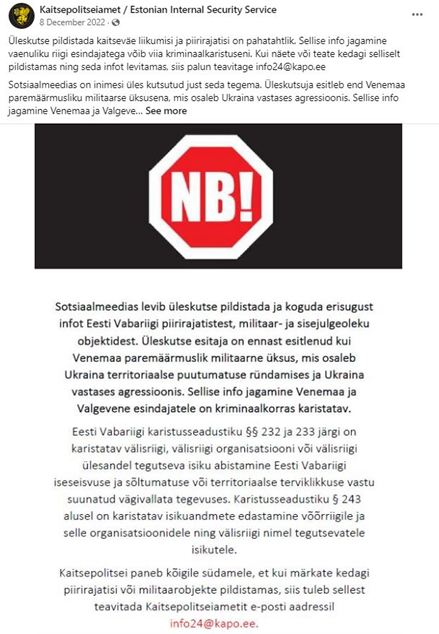 Kaitsepolitseiamet / Estonian Internal Security Service
8 December 2022 ·
Üleskutse pildistada kaitseväe liikumisi ja piirirajatisi on pahatahtlik. Sellise info jagamine
vaenuliku riigi esindajatega võib viia kriminaalkaristuseni. Kui näete või teate kedagi selliselt
pildistamas ning seda infot levitamas, siis palun teavitage info24@kapo.ee
Sotsiaalmeedias on inimesi üles kutsutud just seda tegema. Üleskutsuja esitleb end Venemaa
paremäärmusliku militaarse üksusena, mis osaleb Ukraina vastases agressioonis. Sellise info
jagamine Venemaa ja Valgeve... See more
NB!
Sotsiaalmeedias levib üleskutse pildistada ja koguda erisugust
infot Eesti Vabariigi piirirajatistest, militaar- ja sisejulgeoleku
objektidest. Üleskutse esitaja on ennast esitlenud kui
Venemaa paremäärmuslik militaarne üksus, mis osaleb
Ukraina territoriaalse puutumatuse ründamises ja Ukraina
vastases agressioonis. Sellise info jagamine Venemaa ja
Valgevene esindajatele on kriminaalkorras karistatav.
Eesti Vabariigi karistusseadustiku §§ 232 ja 233 järgi on
karistatav välisriigi, välisriigi organisatsiooni või välisriigi
ülesandel tegutseva isiku abistamine Eesti Vabariigi
iseseisvuse ja sõltumatuse või territoriaalse terviklikkuse vastu
suunatud vägivallata tegevuses. Karistusseadustiku § 243
alusel on karistatav isikuandmete edastamine võõrriigile ja
selle organisatsioonidele ning välisriigi nimel tegutsevatele
isikutele.
Kaitsepolitsei paneb kõigile südamele, et kui märkate kedagi
piirirajatisi või militaarobjekte pildistamas, siis tuleb sellest
teavitada Kaitsepolitseiametit e-posti aadressil
info24@kapo.ee.